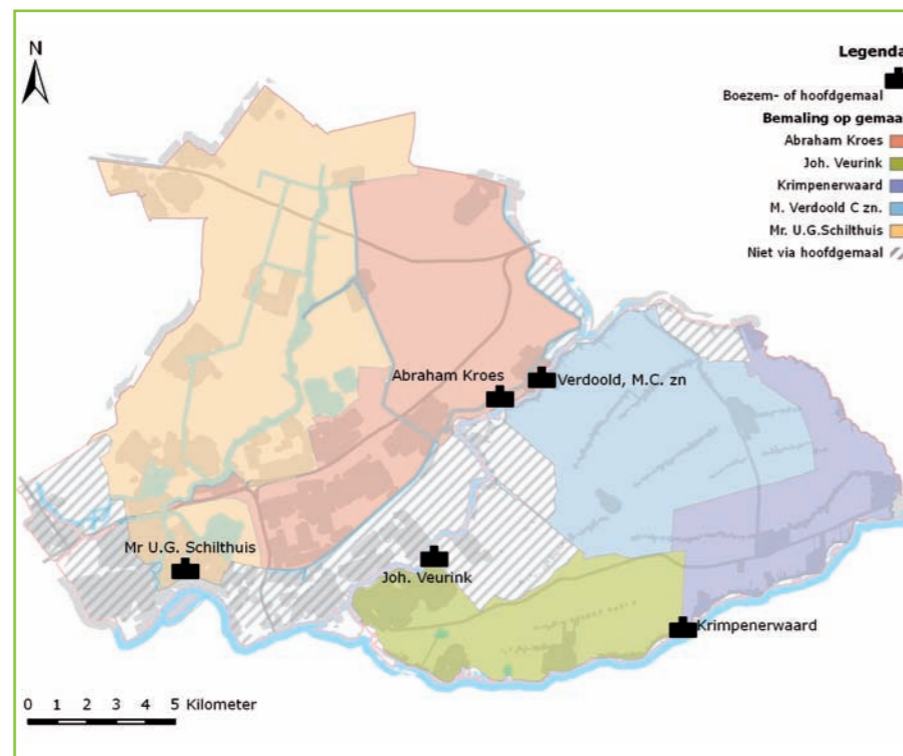 N
Legenda
Boezem- of hoofdgemaal
Bemaling op gemaa
Abraham Kroes
Joh. Veurink
Krimpenerwaard
M. Verdoold C zn.
Mr. U.G.Schilthuis
Niet via hoofdgemaal
Abraham Kroes
Verdoold, M.C. zn
Mr U.G. Schilthuis
Joh. Veurink
Krimpenerwaard
0 1 2 3 4 5 Kilometer